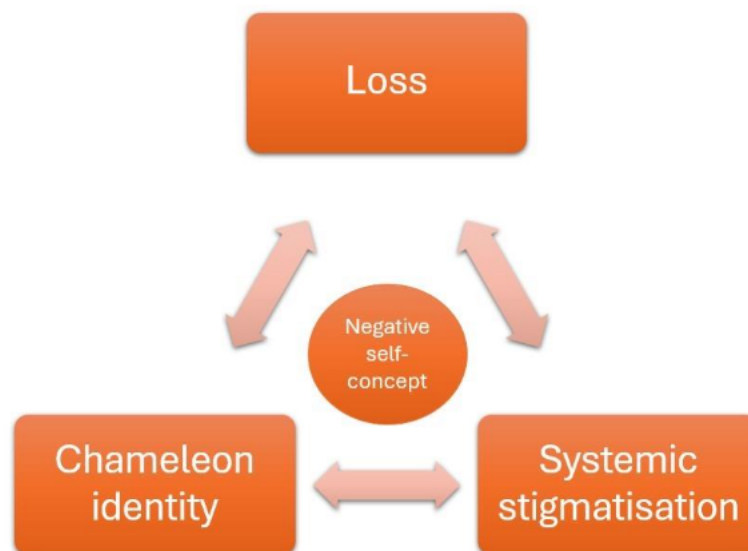 Loss
Negative
self-
concept
Chameleon
identity
Systemic
stigmatisation